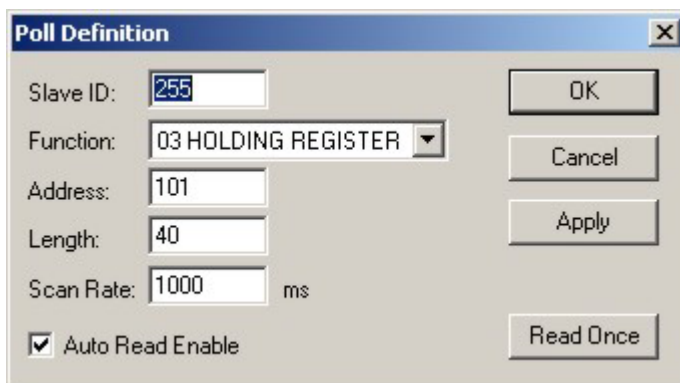 Poll Definition
Slave ID: 255 OK
Function: 03 HOLDING REGISTER Cancel
Address: 101
Length: 40 Apply
Scan Rate: 1000 ms
Auto Read Enable Read Once